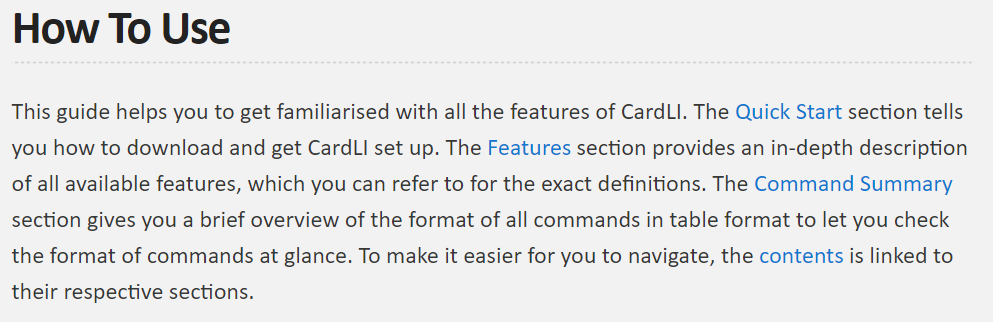 How To Use
This guide helps you to get familiarised with all the features of CardLI. The Quick Start section tells
you how to download and get CardLI set up. The Features section provides an in-depth description
of all available features, which you can refer to for the exact definitions. The Command Summary
section gives you a brief overview of the format of all commands in table format to let you check
the format of commands at glance. To make it easier for you to navigate, the contents is linked to
their respective sections.